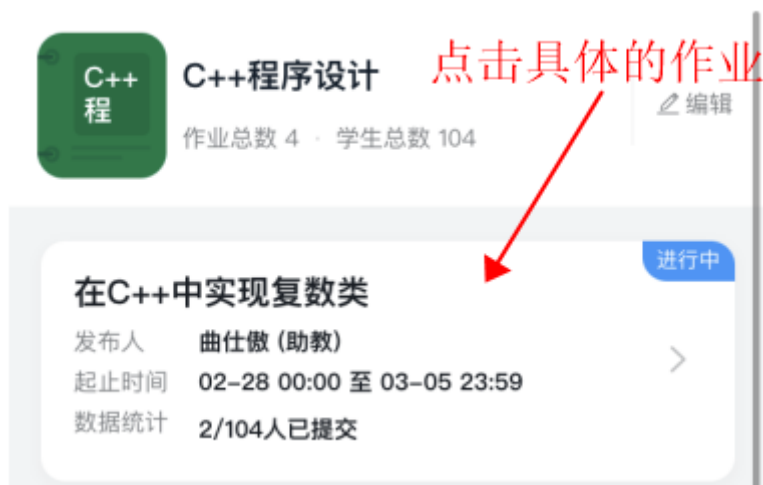 C++
程
C++程序设计
点击具体的作业
编辑
作业总数 4 · 学生总数 104
进行中
在C++中实现复数类
发布人 曲仕傲 (助教)
起止时间 02-28 00:00 至 03-05 23:59
数据统计 2/104人已提交